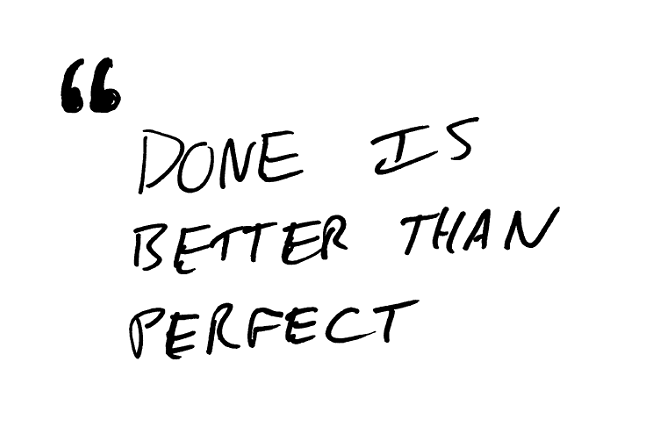 “
DONE IS
BETTER THAN
PERFECT